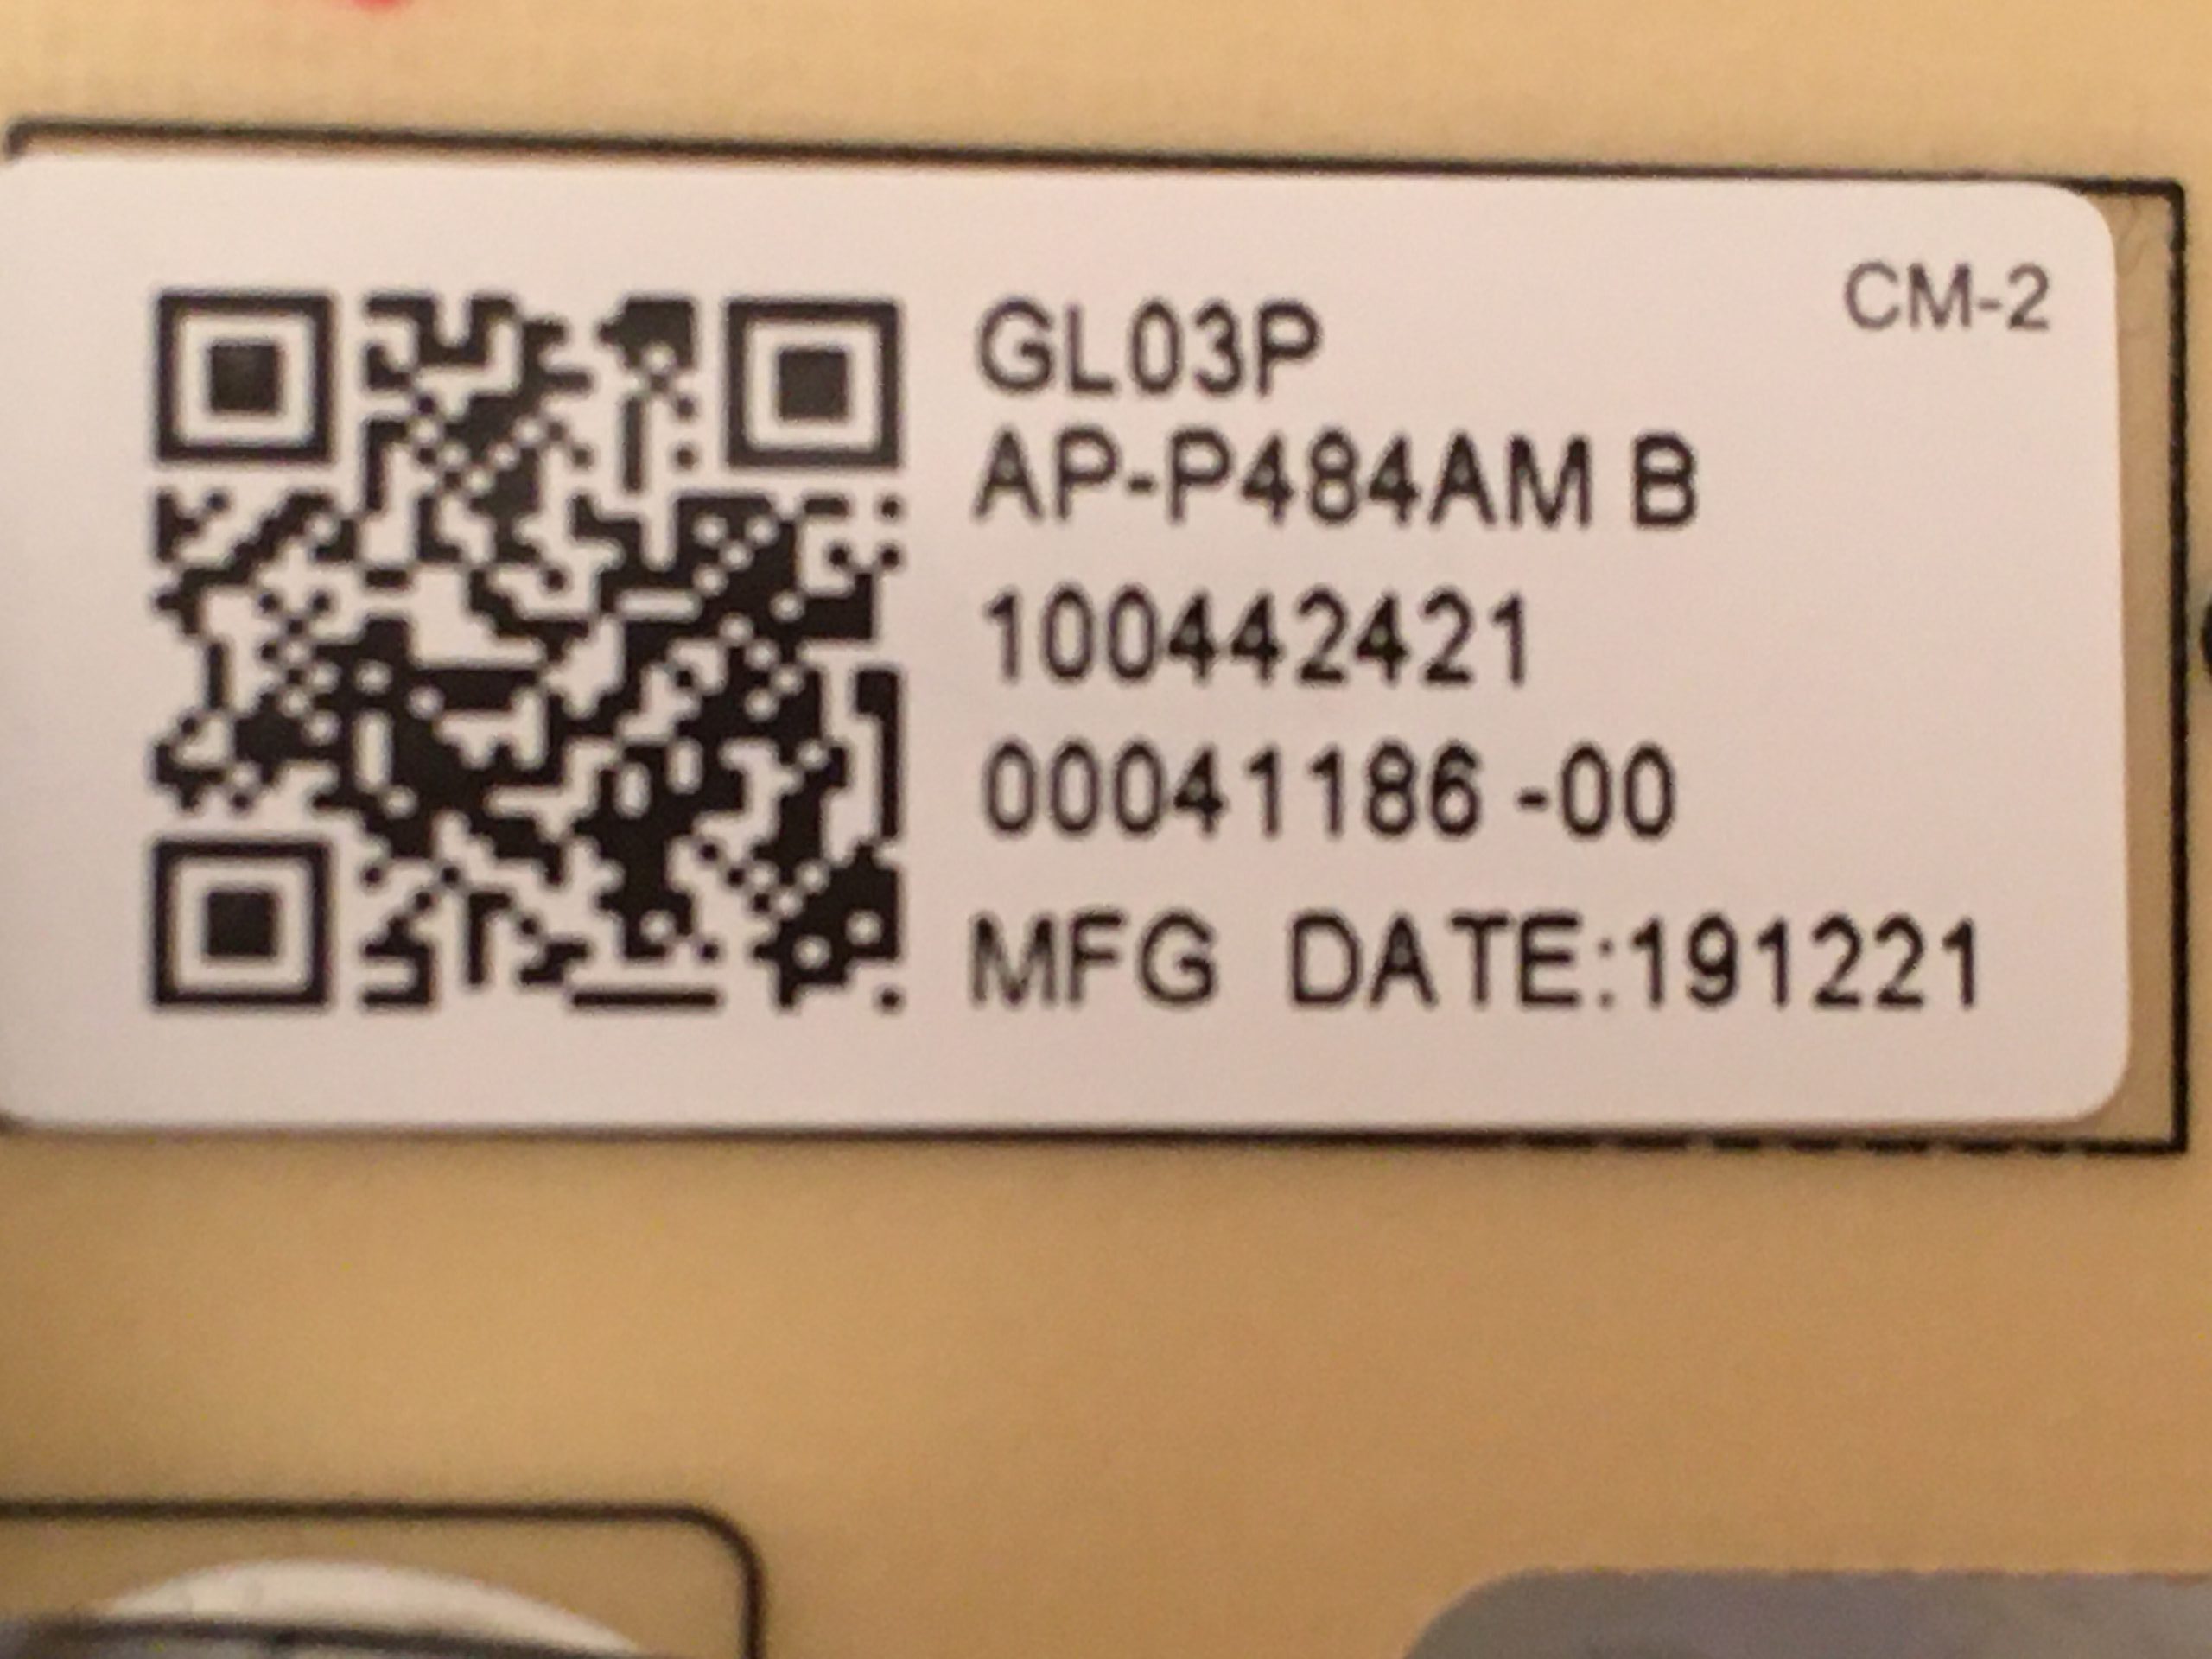 CM-2
GL03P
AP-P484AM B
100442421
00041186 -00
MFG DATE:191221